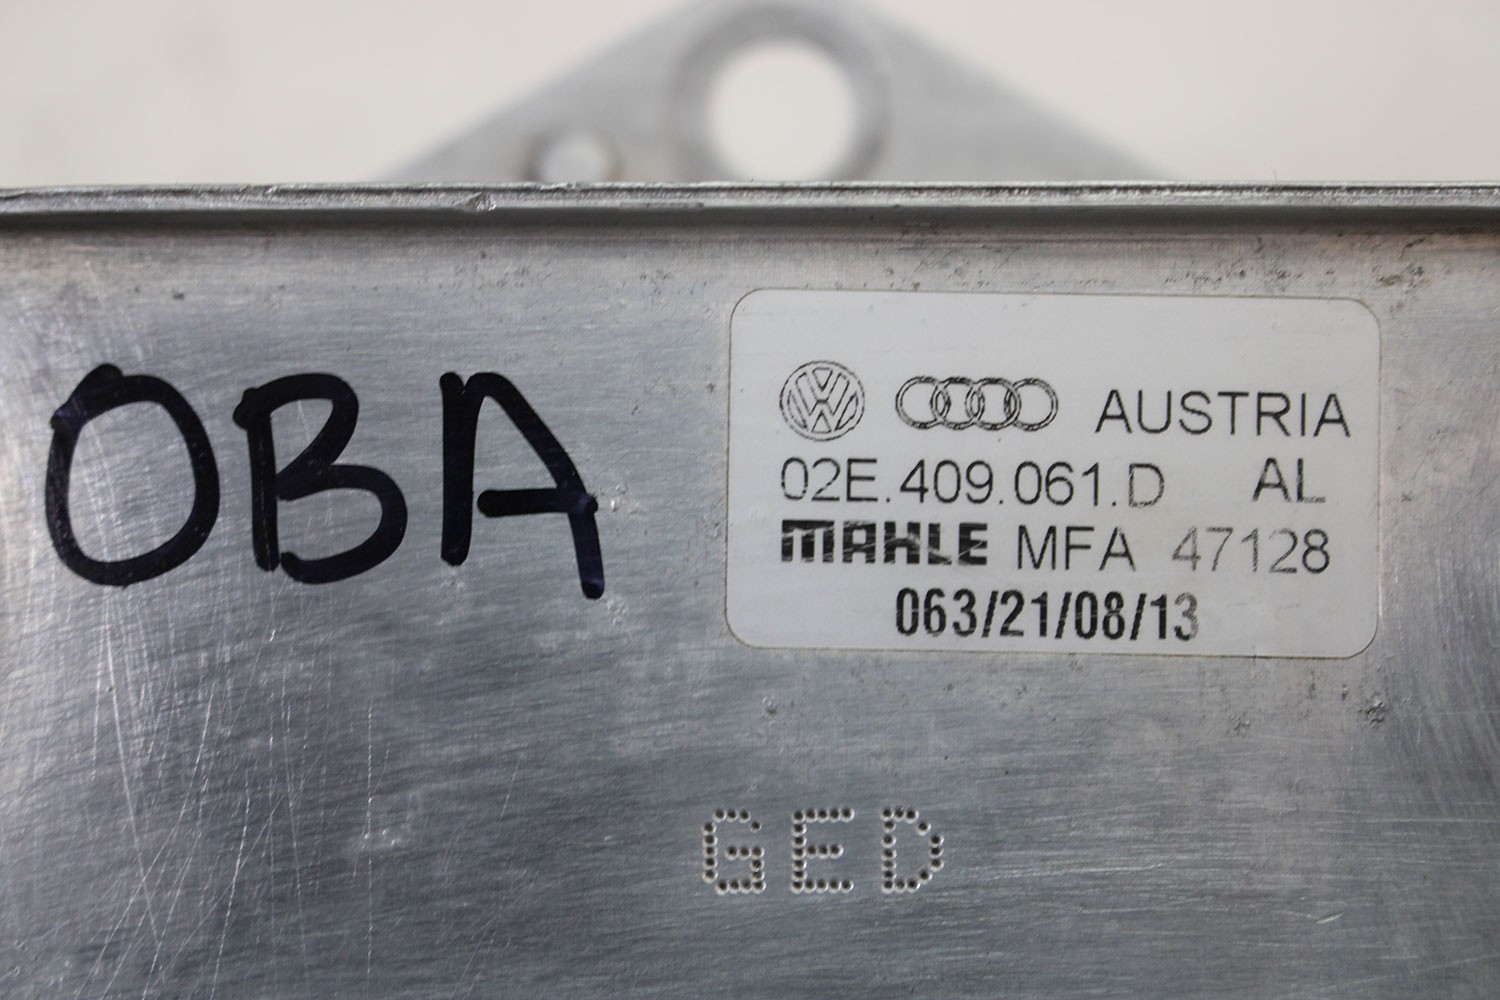 OBA
AUSTRIA
02E.409.061.D AL
MAHLE MFA 47128
063/21/08/13
GED